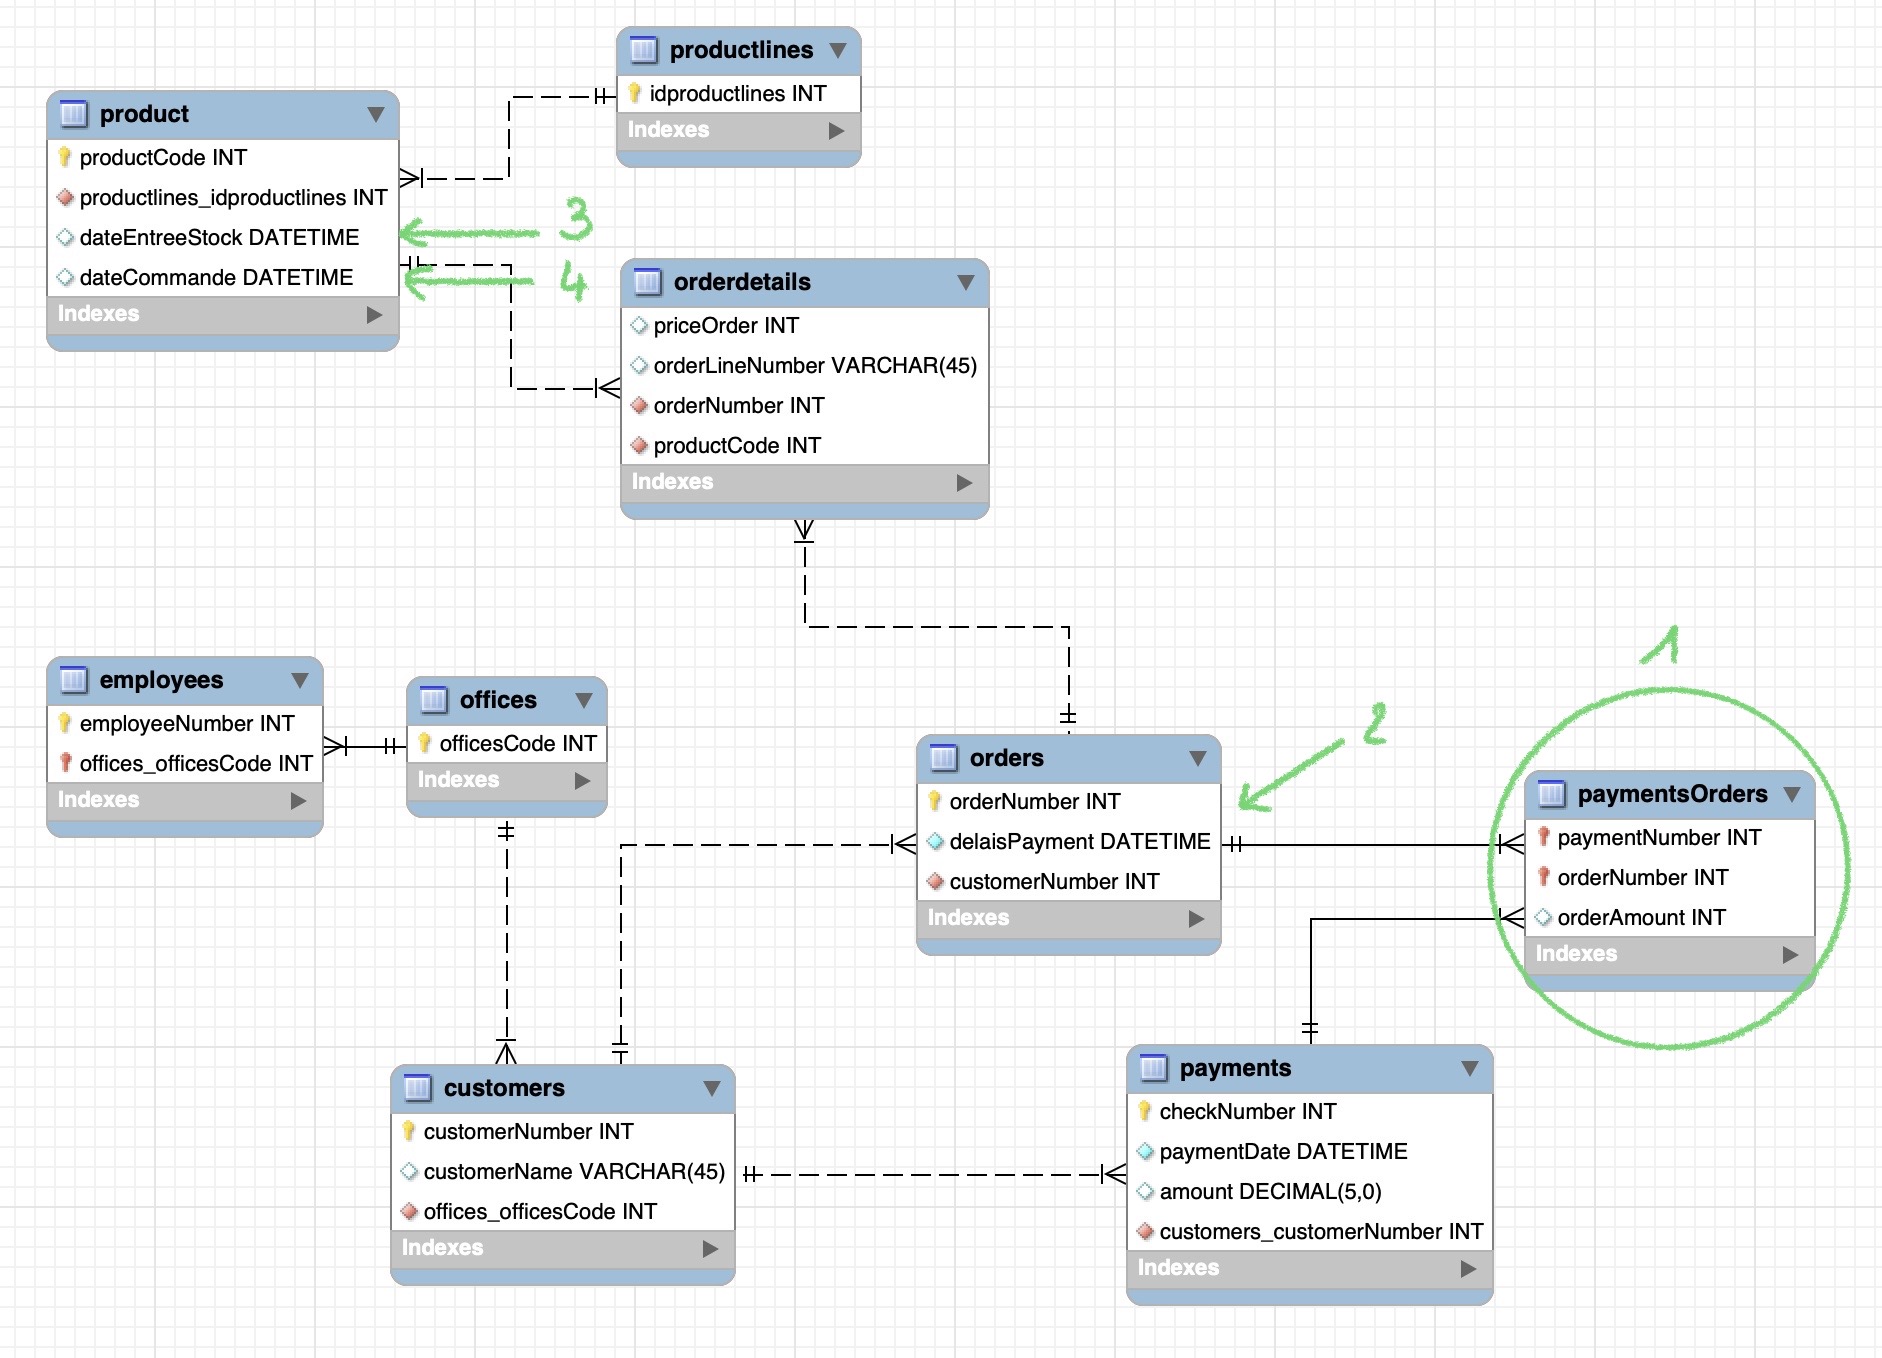 productlines
idproductlines INT
Indexes
product
productCode INT
productlines_idproductlines INT
dateEntreeStock DATETIME
dateCommande DATETIME
Indexes
3
4
orderdetails
priceOrder INT
orderLineNumber VARCHAR(45)
orderNumber INT
productCode INT
Indexes
employees
employeeNumber INT
offices_officesCode INT
Indexes
offices
officesCode INT
Indexes
orders
orderNumber INT
delaisPayment DATETIME
customerNumber INT
Indexes
2
1
paymentsOrders
paymentNumber INT
orderNumber INT
orderAmount INT
Indexes
customers
customerNumber INT
customerName VARCHAR(45)
offices_officesCode INT
Indexes
payments
checkNumber INT
paymentDate DATETIME
amount DECIMAL(5,0)
customers_customerNumber INT
Indexes